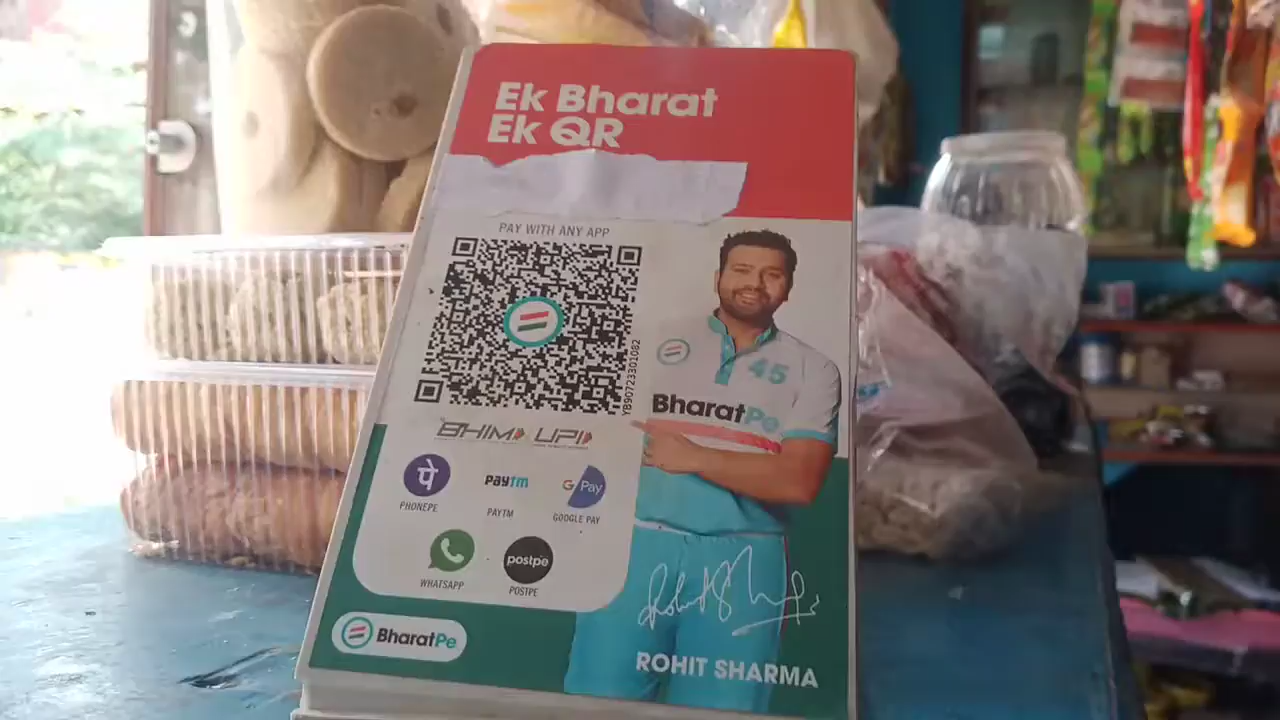 Ek Bharat
Ek QR
PAY WITH ANY APP
YB90723301082
BHIM UPI
पे
PHONEPE
Paytm
PAYTM
G Pay
GOOGLE PAY
WHATSAPP
postpe
POSTPE
45
BharatPe
BharatPe
ROHIT SHARMA